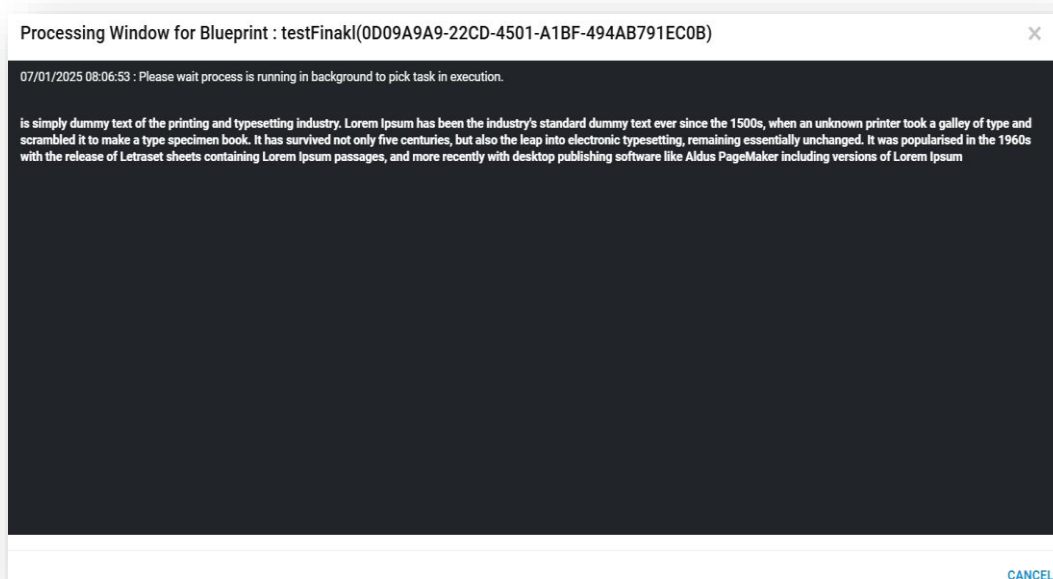 Processing Window for Blueprint : testFinakl(0D09A9A9-22CD-4501-A1BF-494AB791EC0B)
07/01/2025 08:06:53 : Please wait process is running in background to pick task in execution.
is simply dummy text of the printing and typesetting industry. Lorem Ipsum has been the industry's standard dummy text ever since the 1500s, when an unknown printer took a galley of type and
scrambled it to make a type specimen book. It has survived not only five centuries, but also the leap into electronic typesetting, remaining essentially unchanged. It was popularised in the 1960s
with the release of Letraset sheets containing Lorem Ipsum passages, and more recently with desktop publishing software like Aldus PageMaker including versions of Lorem Ipsum
CANCEL